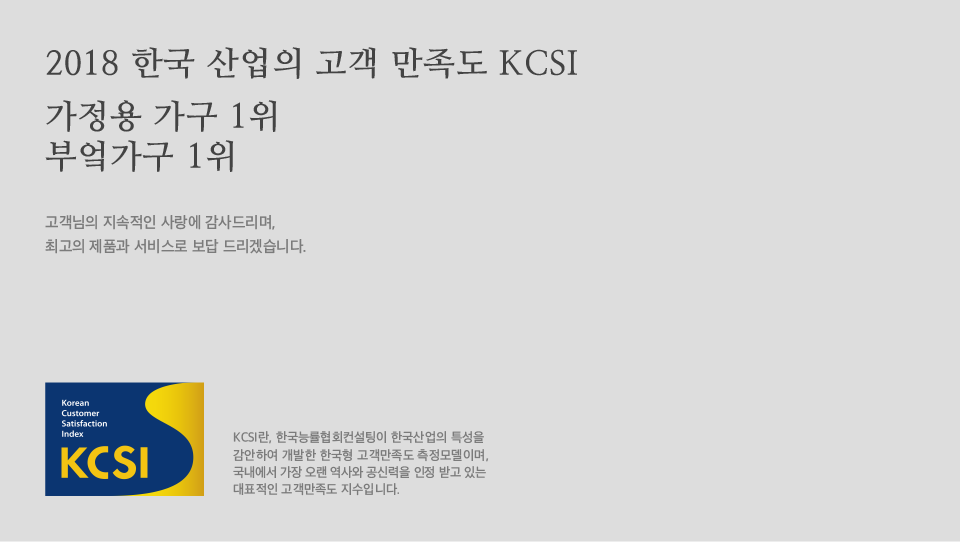 2018 한국 산업의 고객 만족도 KCSI
가정용 가구 1위
부엌가구 1위
고객님의 지속적인 사랑에 감사드리며,
최고의 제품과 서비스로 보답 드리겠습니다.
Korean
Customer
Satisfaction
Index
KCSI
KCSI란, 한국능률협회컨설팅이 한국산업의 특성을
감안하여 개발한 한국형 고객만족도 측정모델이며,
국내에서 가장 오랜 역사와 공신력을 인정 받고 있는
대표적인 고객만족도 지수입니다.